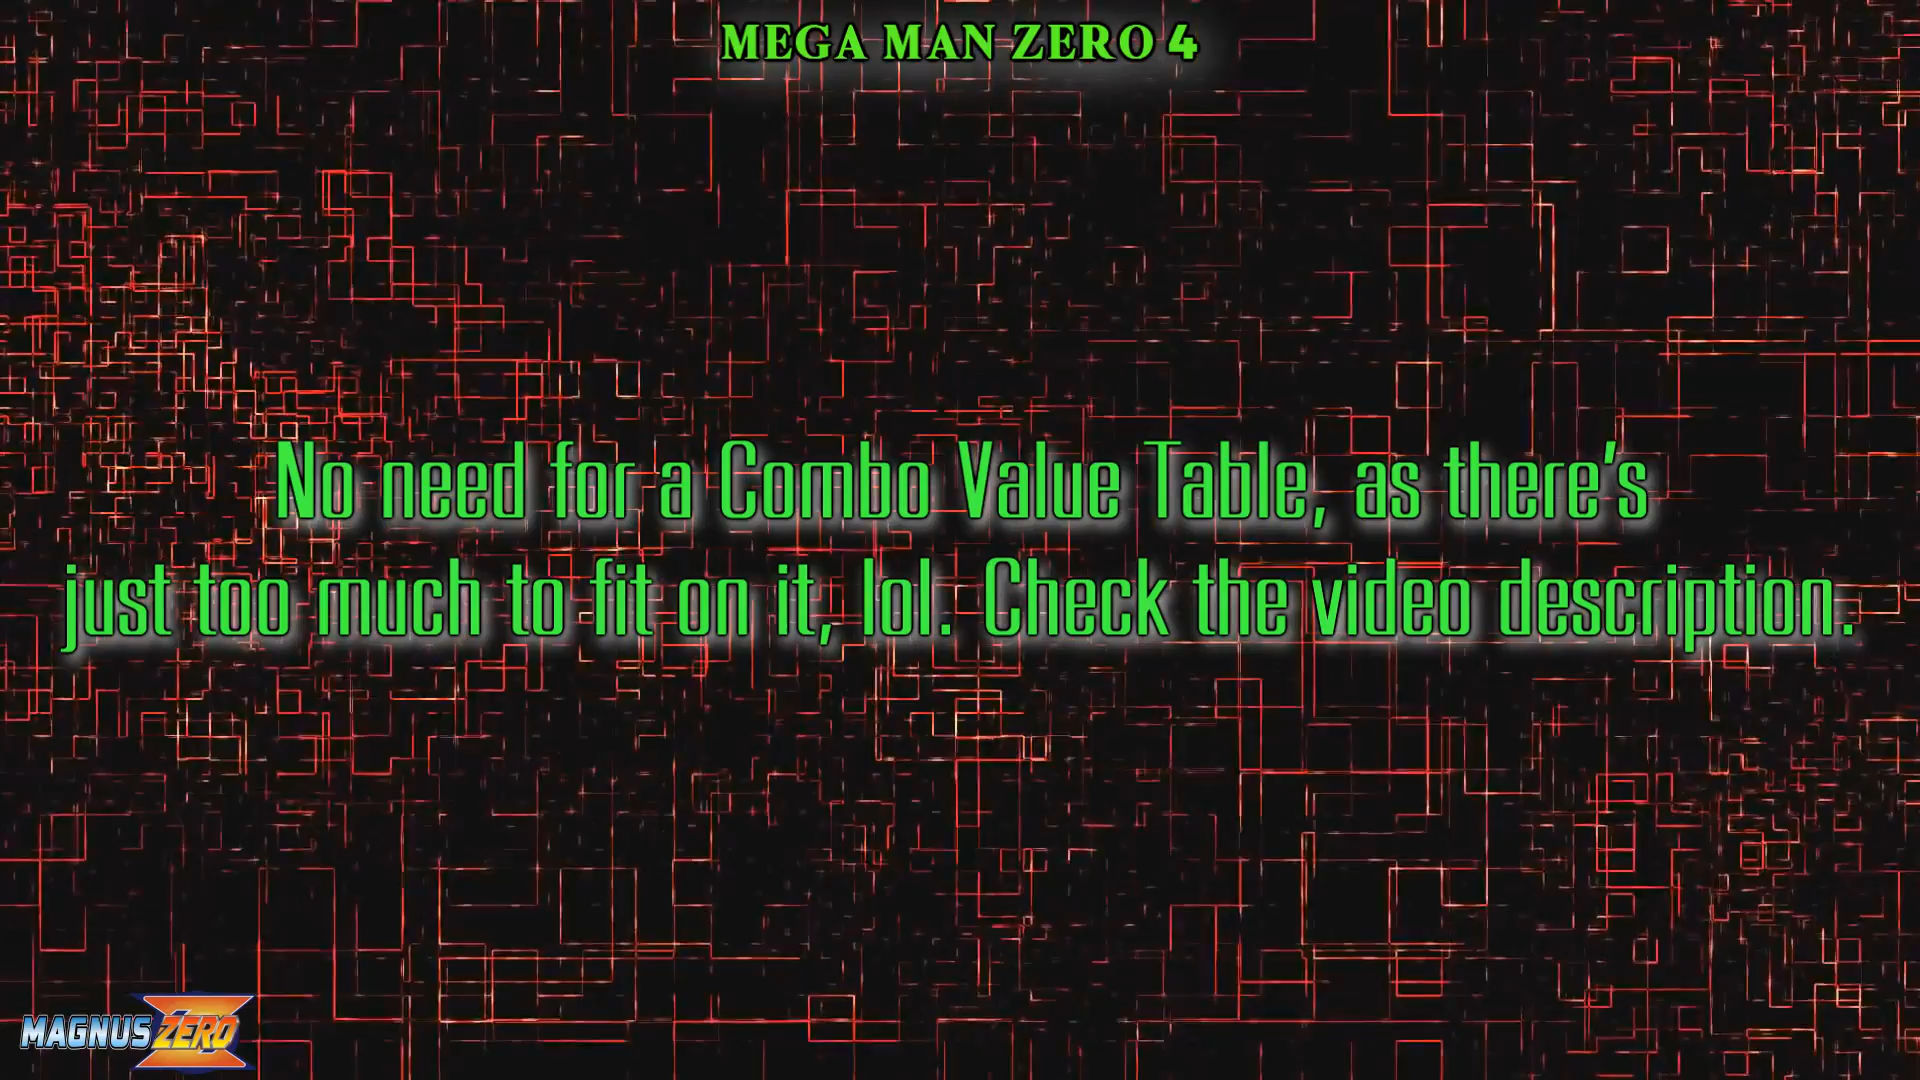 MEGA MAN ZERO 4
No need for a Combo Value Table, as there's
just too much to fit on it, lol. Check the video description.
MAGNUS ZERO